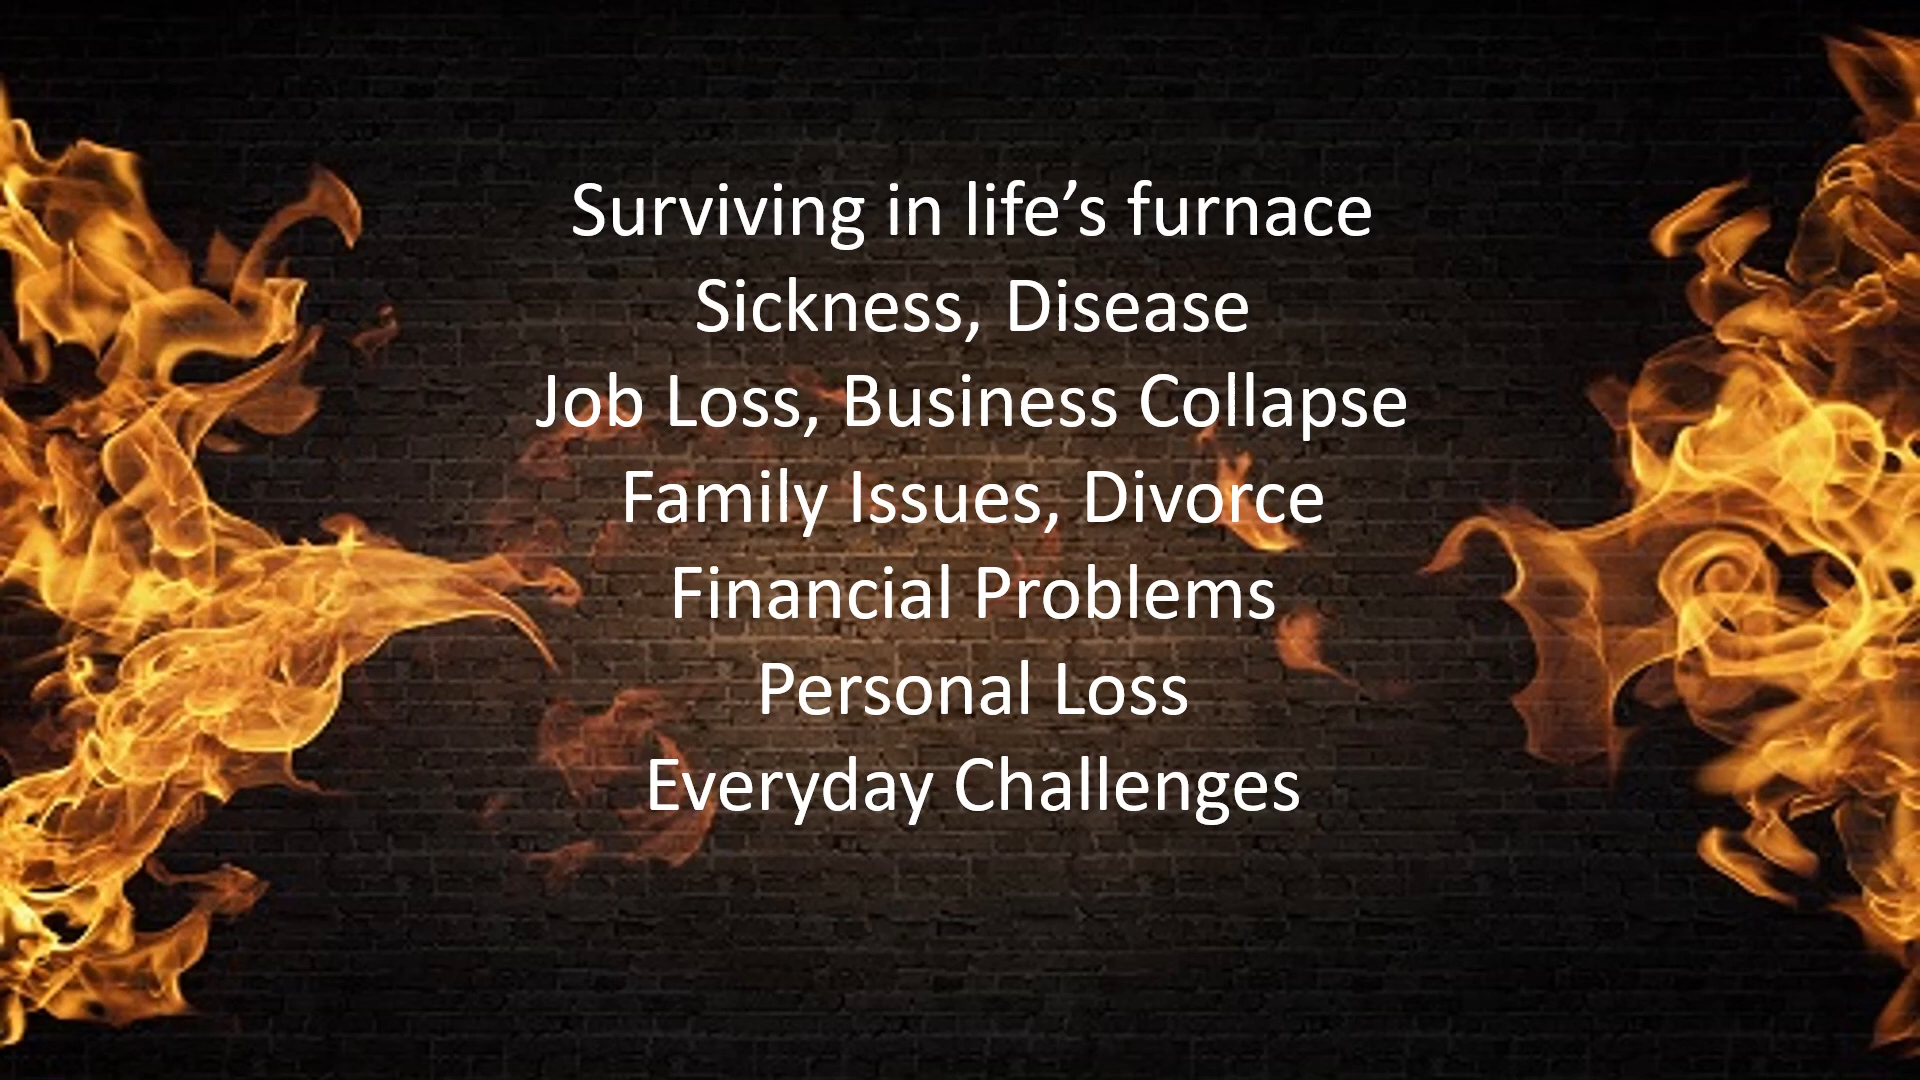 Surviving in life’s furnace
Sickness, Disease
Job Loss, Business Collapse
Family Issues, Divorce
Financial Problems
Personal Loss
Everyday Challenges